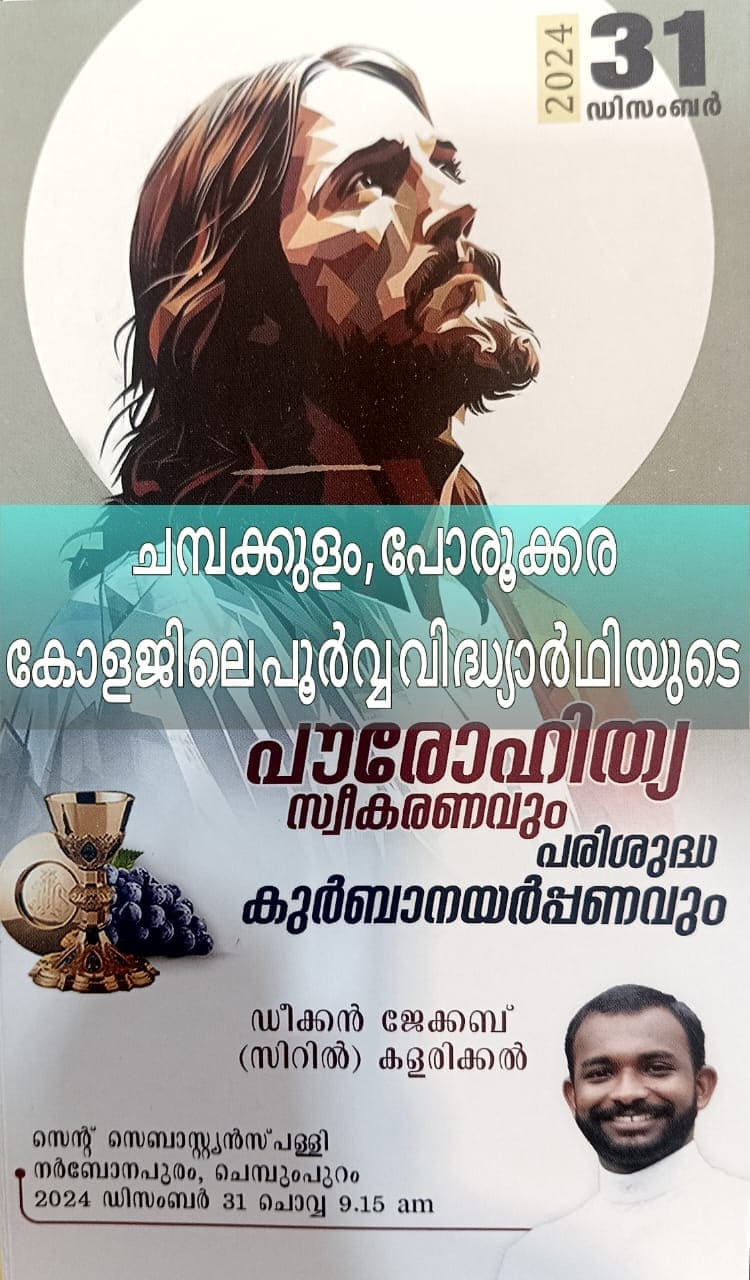 2024
31
ഡിസംബർ
ചമ്പക്കുളം, പോരൂക്കര
കോളജിലെ പൂർവ്വ വിദ്ധ്യാർഥിയുടെ
പൗരോഹിത്യ
സ്വീകരണവും
പരിശുദ്ധ
കുർബാനയർപ്പണവും
ഡീക്കൻ ജേക്കബ്
(സിറിൽ) കളരിക്കൽ
സെന്റ് സെബാസ്റ്റ്യൻസ് പള്ളി
നർബോനപുരം, ചെമ്പുംപുറം
2024 ഡിസംബർ 31 ചൊവ്വ 9.15 am